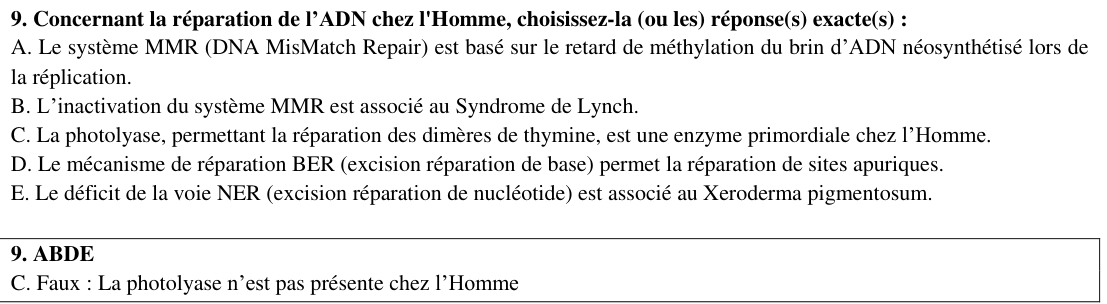 9. Concernant la réparation de l’ADN chez l'Homme, choisissez-la (ou les) réponse(s) exacte(s) :
A. Le système MMR (DNA MisMatch Repair) est basé sur le retard de méthylation du brin d’ADN néosynthétisé lors de
la réplication.
B. L’inactivation du système MMR est associé au Syndrome de Lynch.
C. La photolyase, permettant la réparation des dimères de thymine, est une enzyme primordiale chez l’Homme.
D. Le mécanisme de réparation BER (excision réparation de base) permet la réparation de sites apuriques.
E. Le déficit de la voie NER (excision réparation de nucléotide) est associé au Xeroderma pigmentosum.
9. ABDE
C. Faux : La photolyase n’est pas présente chez l’Homme